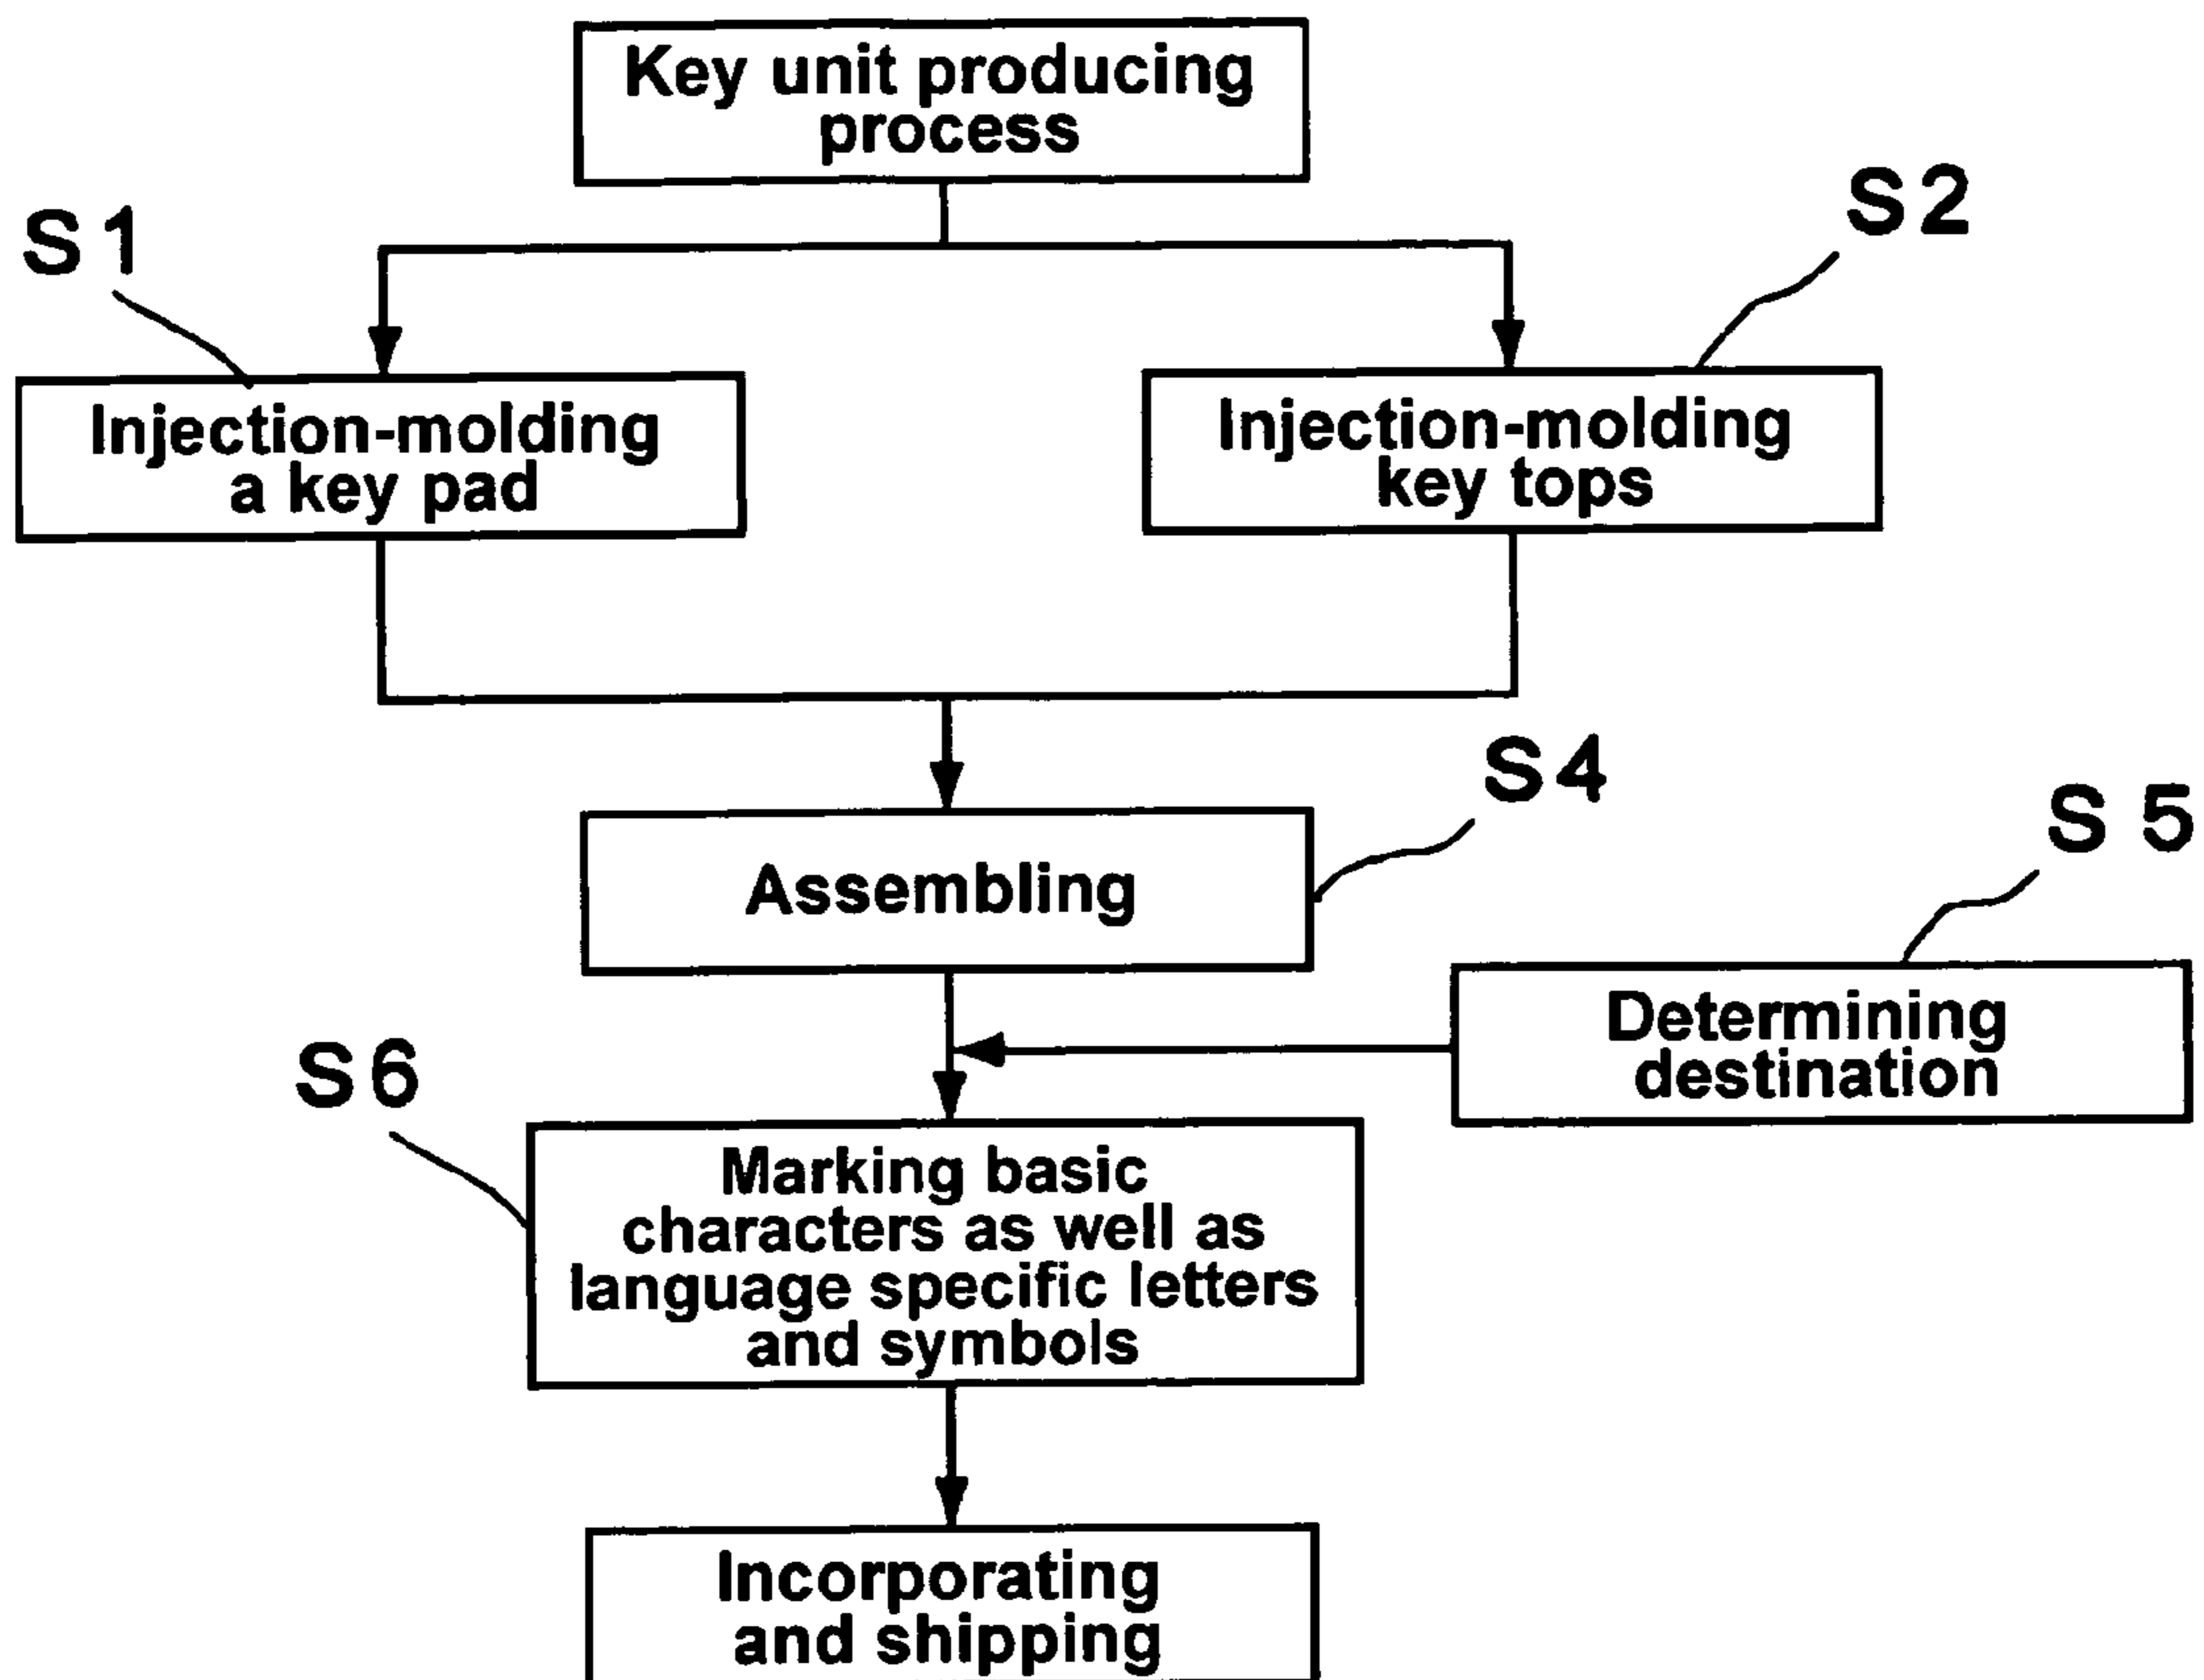 Key unit producing
process
S1
S2
Injection-molding
a key pad
Injection-molding
key tops
S4
Assembling
S 5
Determining
destination
S6
Marking basic
characters as well as
language specific letters
and symbols
Incorporating
and shipping